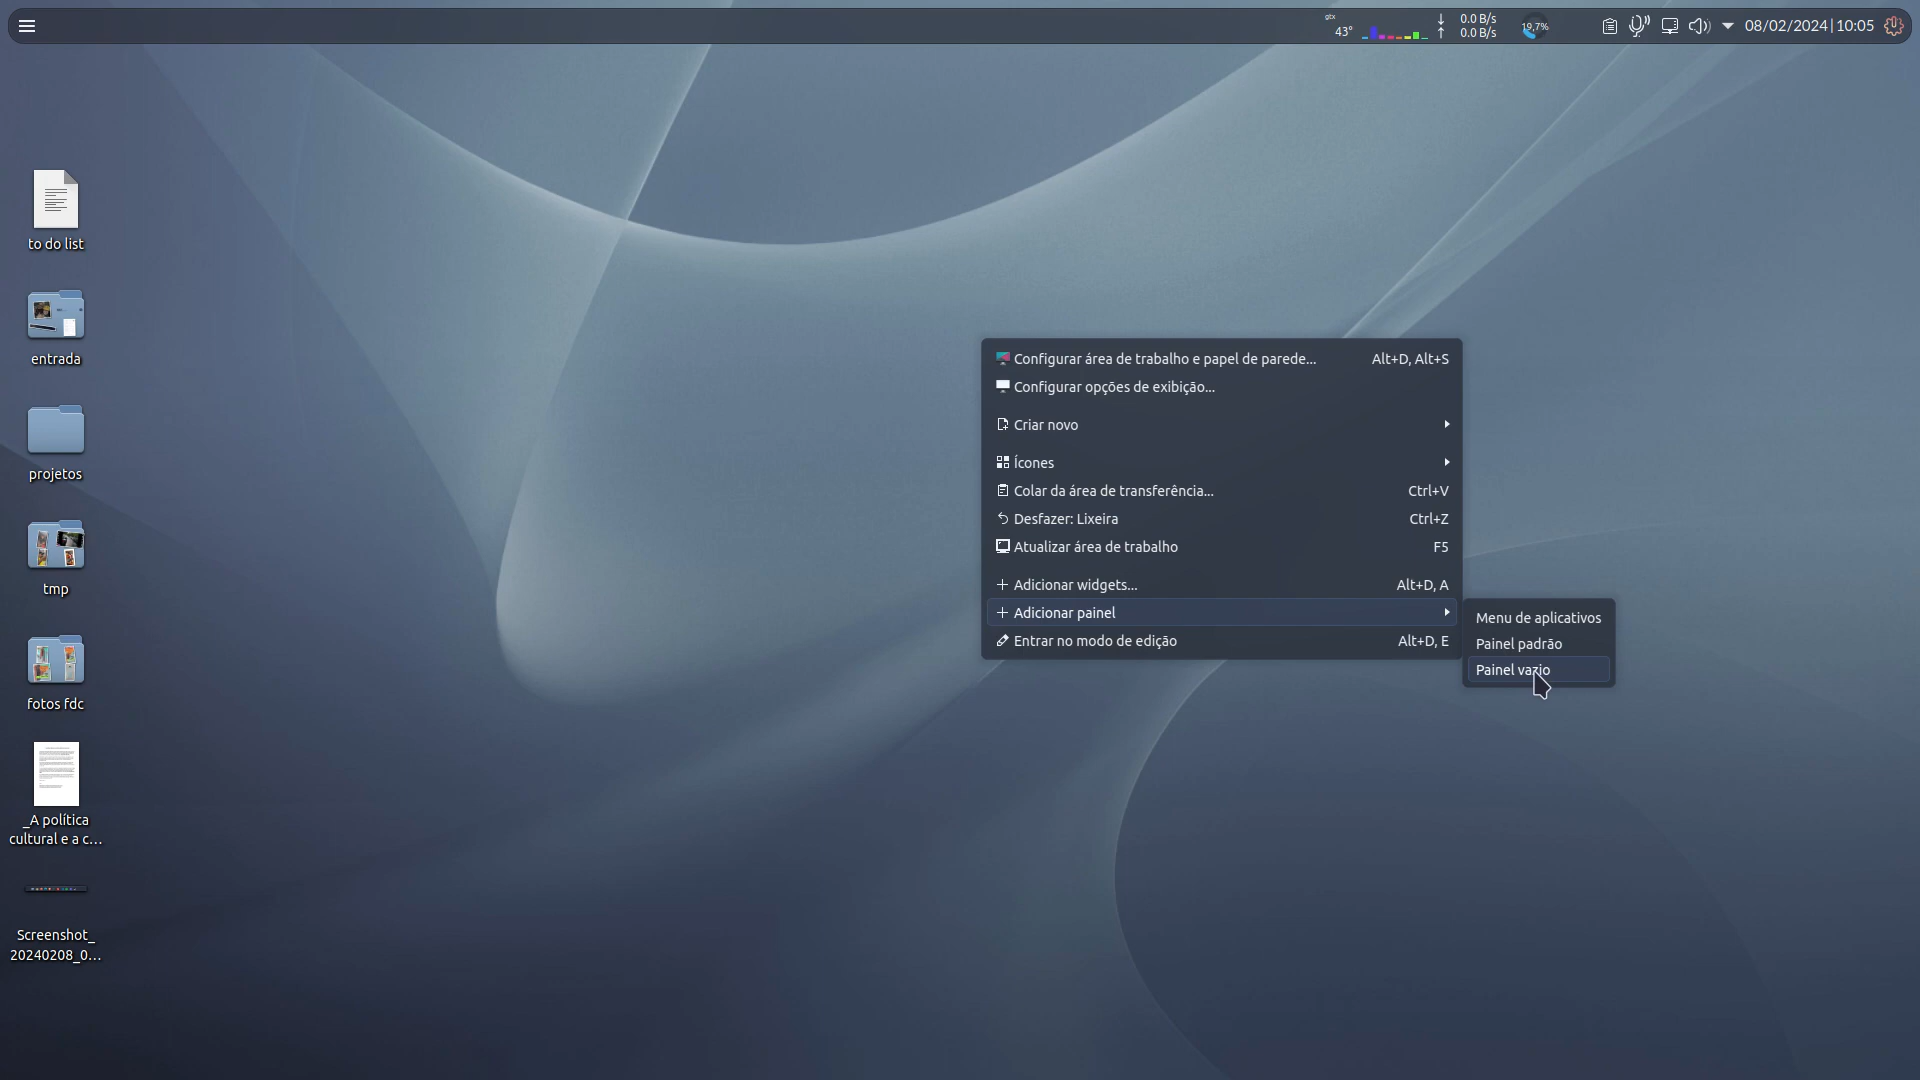 gtx
43°
0.0 B/s
0.0 B/s
19,7%
08/02/2024|10:05
to do list
entrada
projetos
tmp
fotos fdc
_A política
cultural e a c...
Screenshot_
20240208_0...
Configurar área de trabalho e papel de parede... Alt+D, Alt+S
Configurar opções de exibição...
Criar novo
Ícones
Colar da área de transferência... Ctrl+V
Desfazer: Lixeira Ctrl+Z
Atualizar área de trabalho F5
Adicionar widgets... Alt+D, A
Adicionar painel
Entrar no modo de edição Alt+D, E
Menu de aplicativos
Painel padrão
Painel vazio